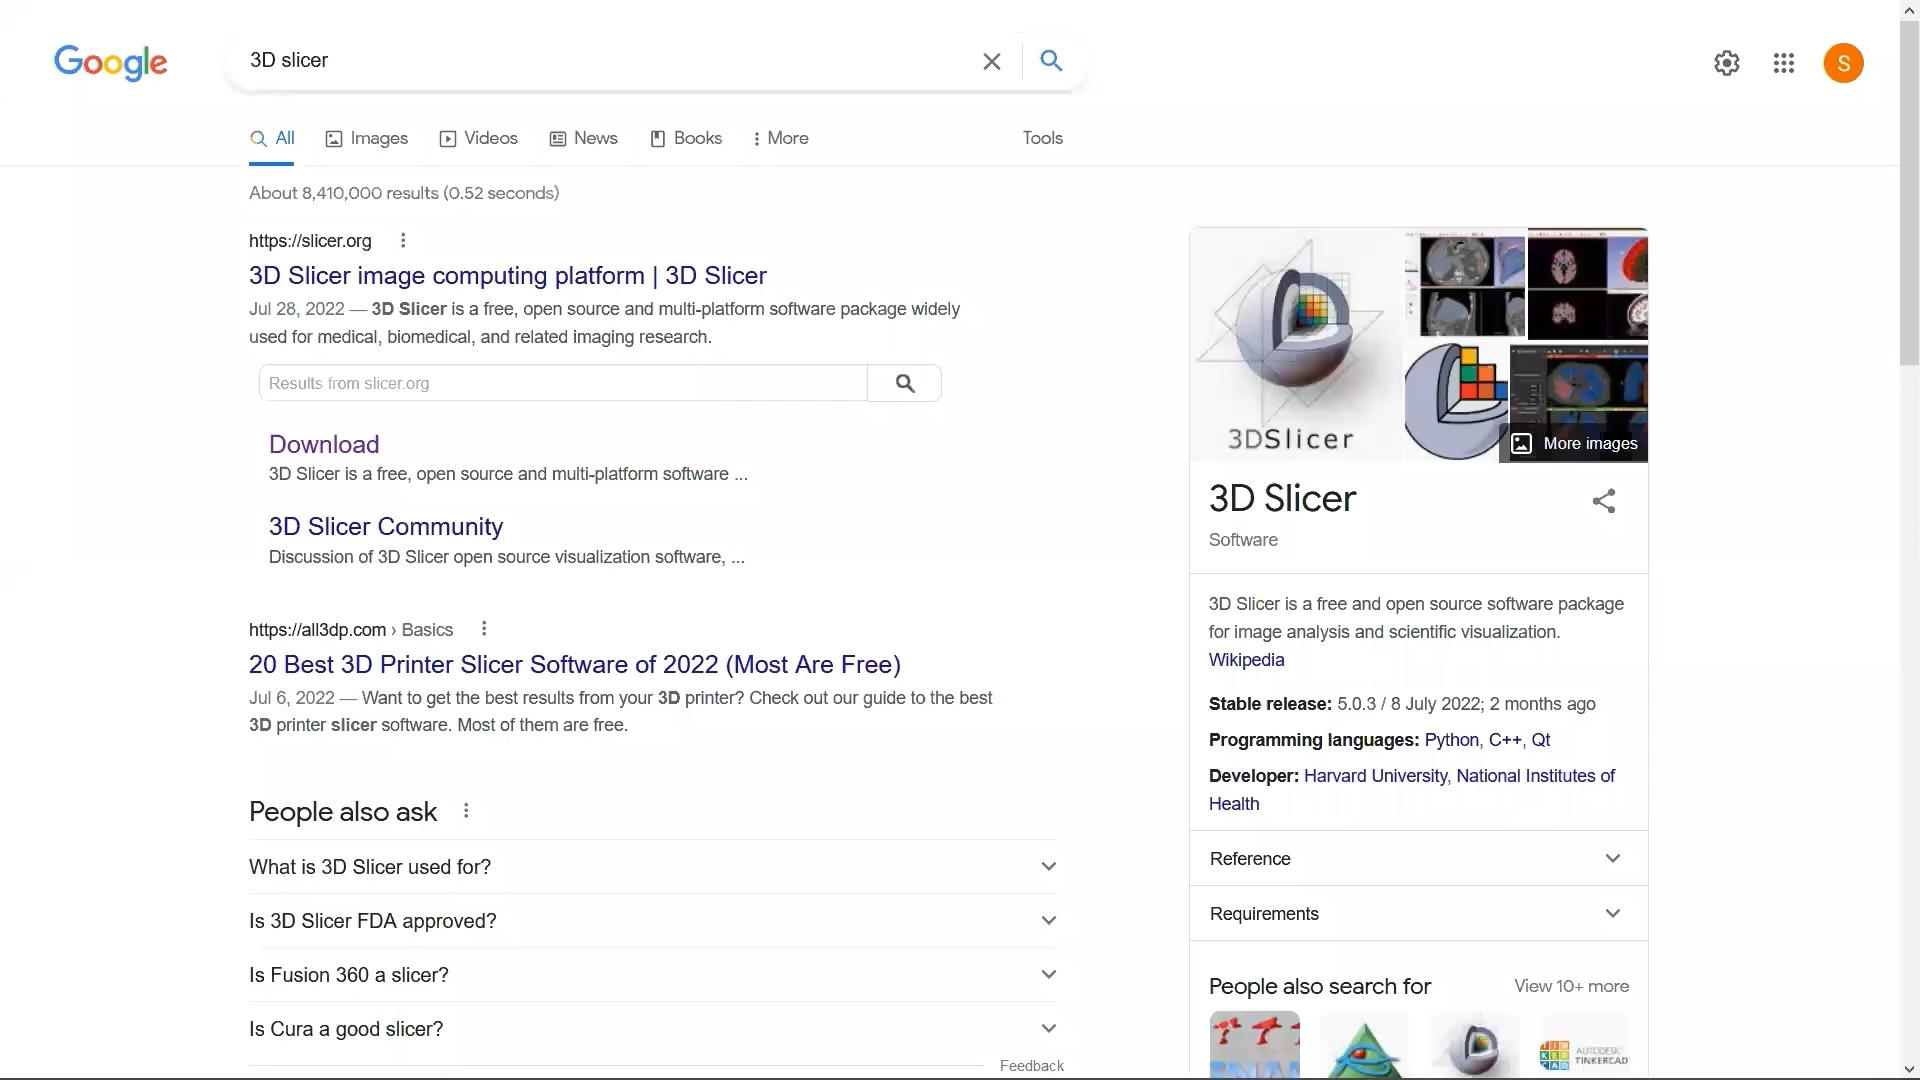 Google
3D slicer
S
All
Images
Videos
News
Books
More
Tools
About 8,410,000 results (0.52 seconds)
https://slicer.org
3D Slicer image computing platform | 3D Slicer
Jul 28, 2022 — 3D Slicer is a free, open source and multi-platform software package widely
used for medical, biomedical, and related imaging research.
Results from slicer.org
Download
3D Slicer is a free, open source and multi-platform software ...
3D Slicer Community
Discussion of 3D Slicer open source visualization software, ...
https://all3dp.com › Basics
20 Best 3D Printer Slicer Software of 2022 (Most Are Free)
Jul 6, 2022 — Want to get the best results from your 3D printer? Check out our guide to the best
3D printer slicer software. Most of them are free.
People also ask
What is 3D Slicer used for?
Is 3D Slicer FDA approved?
Is Fusion 360 a slicer?
Is Cura a good slicer?
Feedback
3DSlicer
More images
3D Slicer
Software
3D Slicer is a free and open source software package
for image analysis and scientific visualization.
Wikipedia
Stable release: 5.0.3 / 8 July 2022; 2 months ago
Programming languages: Python, C++, Qt
Developer: Harvard University, National Institutes of
Health
Reference
Requirements
People also search for
View 10+ more
AUTODESK
TINKERCAD